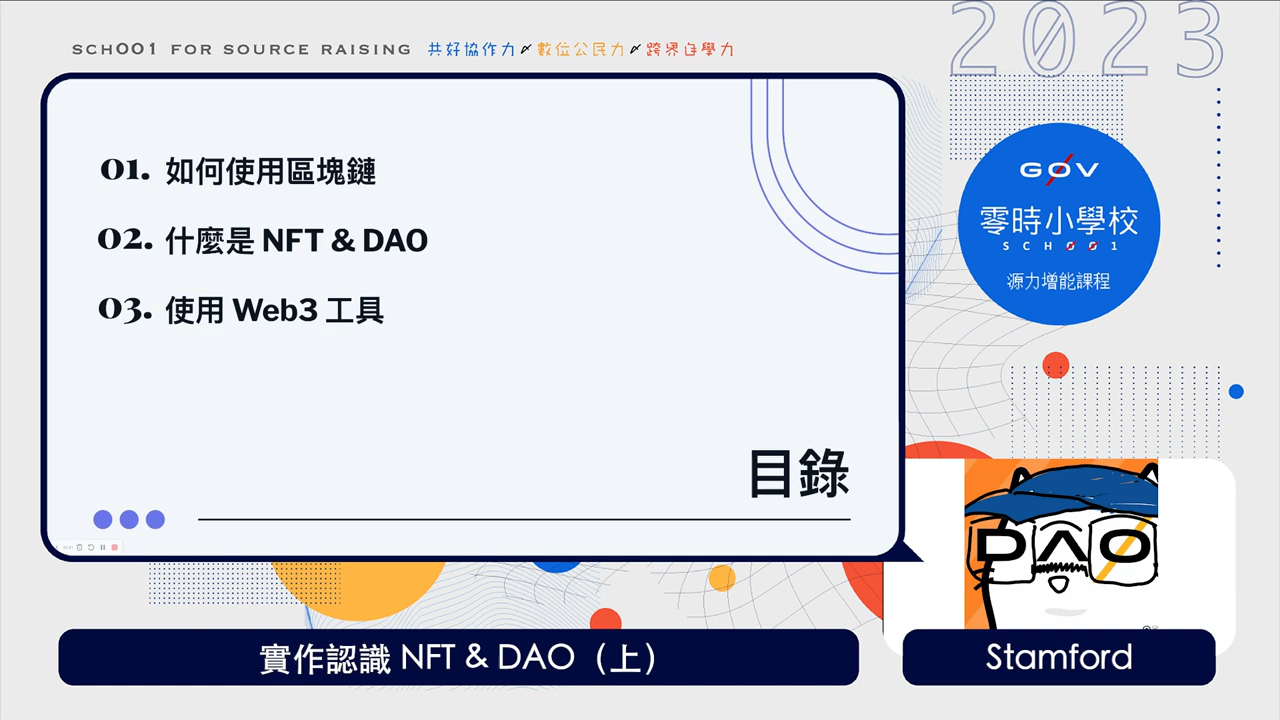 SCH001 FOR SOURCE RAISING 共好協作力 數位公民力 跨界自學力
2023
01. 如何使用區塊鏈
02. 什麼是 NFT & DAO
03. 使用 Web3 工具
目錄
G0V
零時小學校
SCH001
源力增能課程
DAO
實作認識 NFT & DAO（上）
Stamford